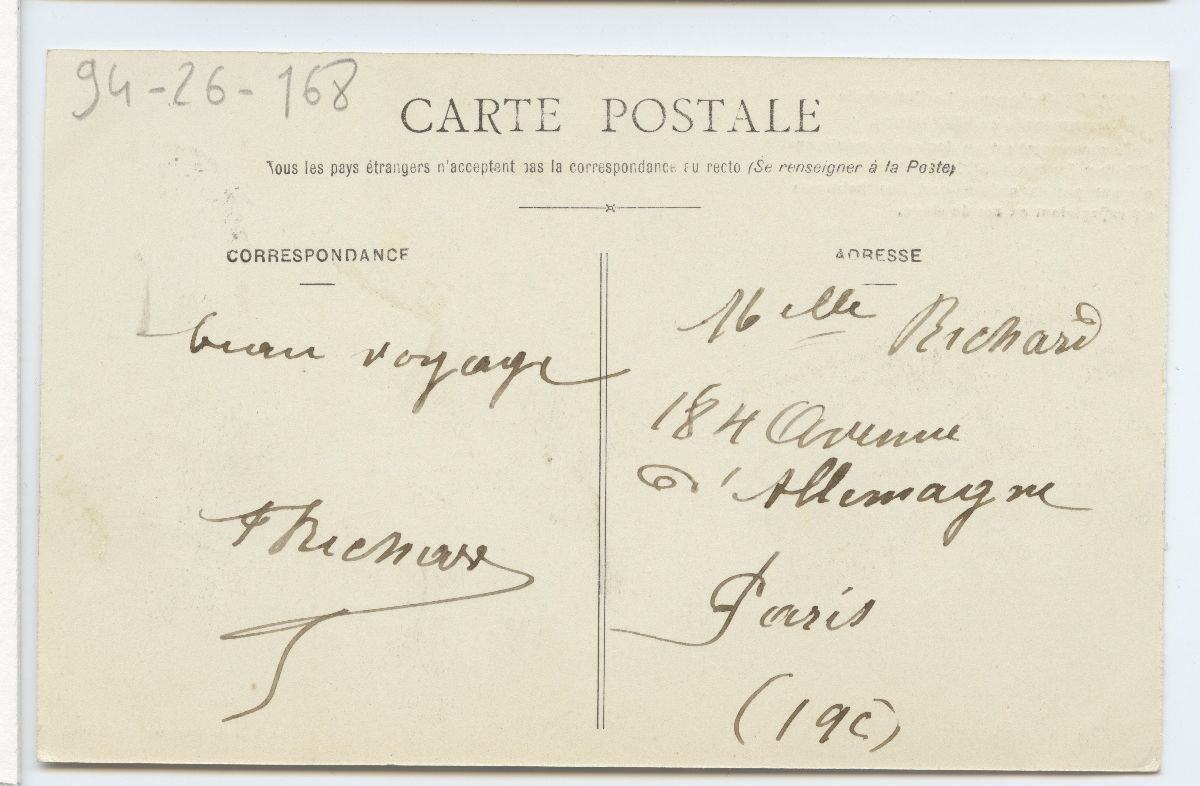 94-26-168
CARTE POSTALE
Tous les pays étrangers n'acceptent pas la correspondance au recto (Se renseigner à la Poste)
CORRESPONDANCE
ADRESSE
bon voyage
F Richard
Melle Richard
184 Avenue
d'Allemagne
Paris
(19e)